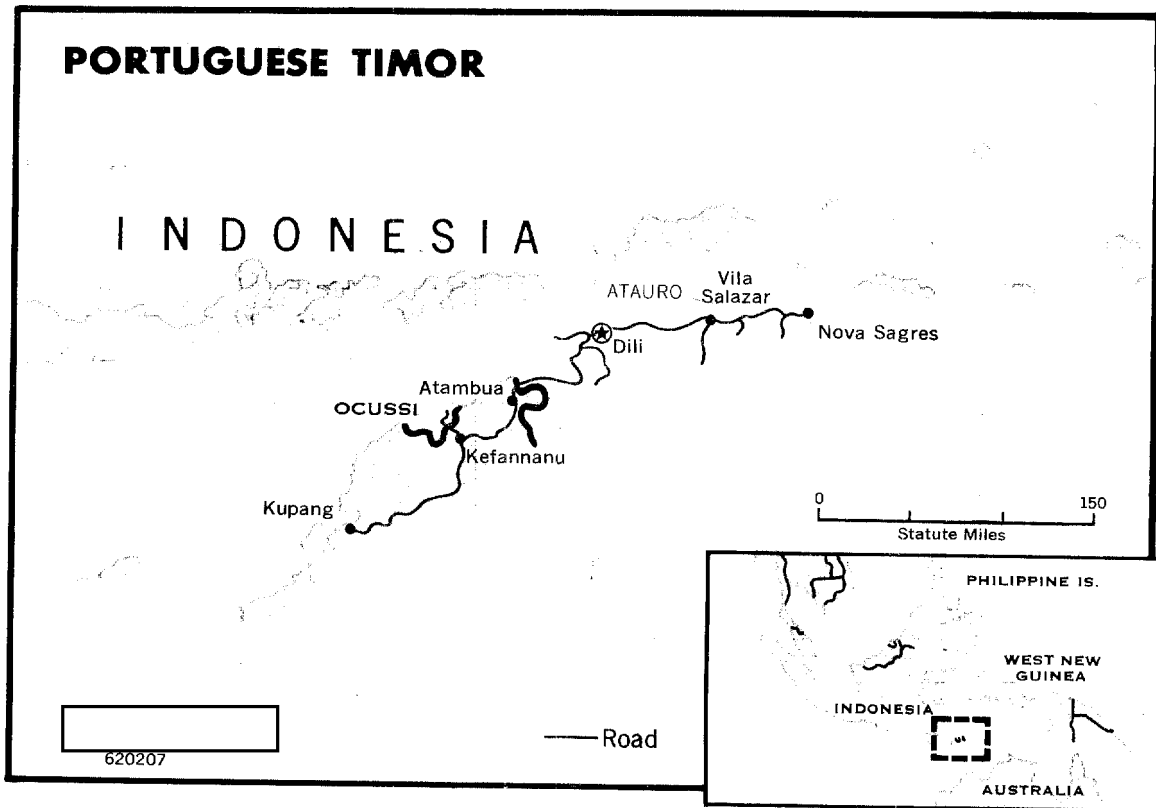 PORTUGUESE TIMOR
INDONESIA
ATAURO
Vila
Salazar
Nova Sagres
Dili
Atambua
OCUSSI
Kefannanu
Kupang
0 150
Statute Miles
620207
Road
PHILIPPINE IS.
WEST NEW
GUINEA
INDONESIA
AUSTRALIA